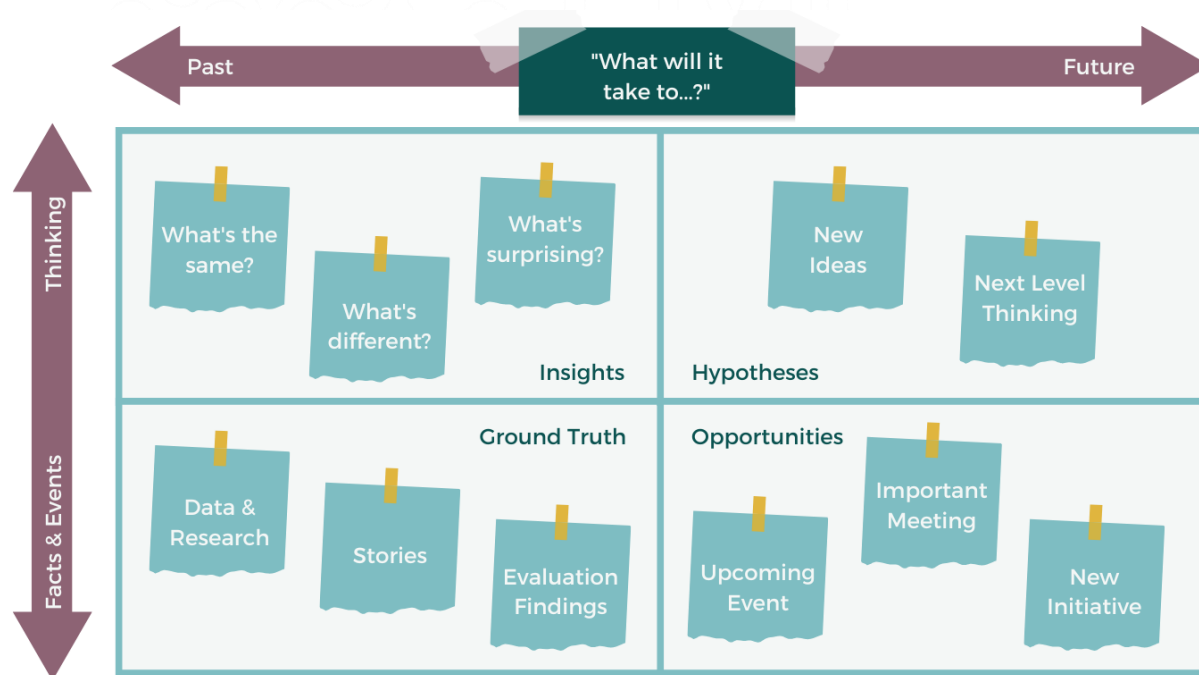 Past
"What will it
take to...?"
Future
Thinking
Facts & Events
What's the
same?
What's
different?
What's
surprising?
Insights
New
Ideas
Next Level
Thinking
Hypotheses
Ground Truth
Data &
Research
Stories
Evaluation
Findings
Opportunities
Upcoming
Event
Important
Meeting
New
Initiative